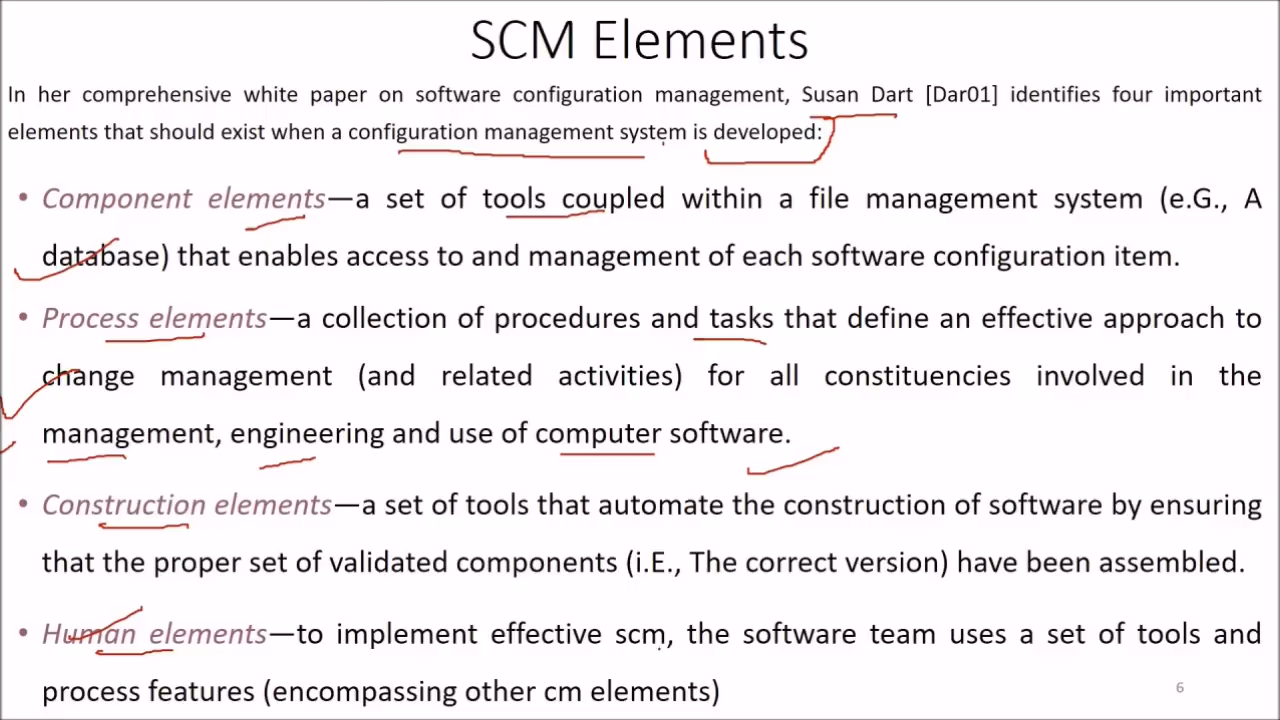 SCM Elements
In her comprehensive white paper on software configuration management, Susan Dart [Dar01] identifies four important
elements that should exist when a configuration management system is developed:
• Component elements—a set of tools coupled within a file management system (e.G., A
database) that enables access to and management of each software configuration item.
• Process elements—a collection of procedures and tasks that define an effective approach to
change management (and related activities) for all constituencies involved in the
management, engineering and use of computer software.
• Construction elements—a set of tools that automate the construction of software by ensuring
that the proper set of validated components (i.E., The correct version) have been assembled.
• Human elements—to implement effective scm, the software team uses a set of tools and
process features (encompassing other cm elements)
6